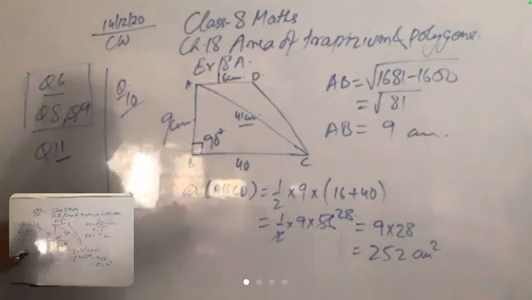 14/12/20
CW
Class-8 Maths
Ch.18 Area of trapezium & polygons.
Ex 18A.
Q6
Q8, Q9
Q11
Q
10
A
16cm
D
9cm
41cm
90°
40
C
AB = √1681-1600
= √81
AB = 9 cm.
ar(ABCD) = 1/2 × 9 × (16+40)
= 1/2 × 9 × 56 28 = 9×28
= 252 cm²